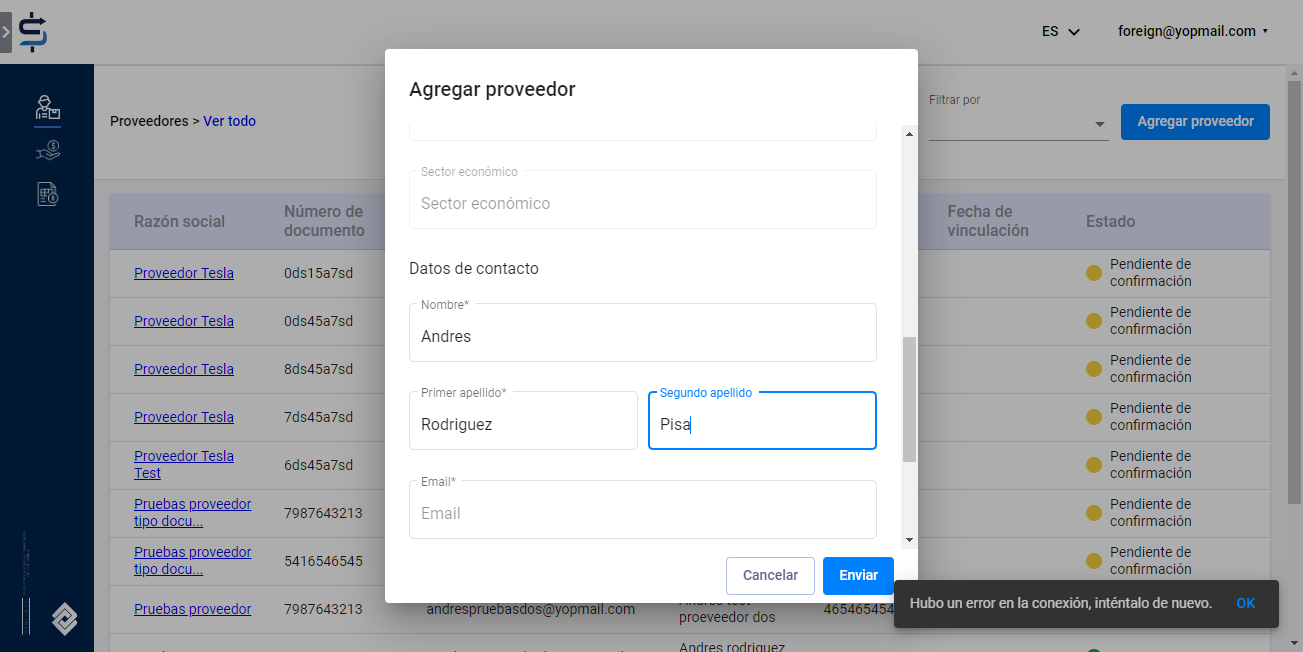 ES
foreign@yopmail.com
Agregar proveedor
Proveedores > Ver todo
Filtrar por
Agregar proveedor
Sector económico
Sector económico
Datos de contacto
Nombre*
Andres
Primer apellido*
Rodriguez
Segundo apellido
Pisa
Email*
Email
Cancelar
Enviar
Razón social
Número de
documento
Fecha de
vinculación
Estado
Proveedor Tesla
0ds15a7sd
Pendiente de
confirmación
Proveedor Tesla
0ds45a7sd
Pendiente de
confirmación
Proveedor Tesla
8ds45a7sd
Pendiente de
confirmación
Proveedor Tesla
7ds45a7sd
Pendiente de
confirmación
Proveedor Tesla
Test
6ds45a7sd
Pendiente de
confirmación
Pruebas proveedor
tipo docu...
7987643213
Pendiente de
confirmación
Pruebas proveedor
tipo docu...
5416546545
Pendiente de
confirmación
Pruebas proveedor
7987643213
andrespruebasdos@yopmail.com
proveedor dos
465465454
Hubo un error en la conexión, inténtalo de nuevo.
OK
Andres rodriguez